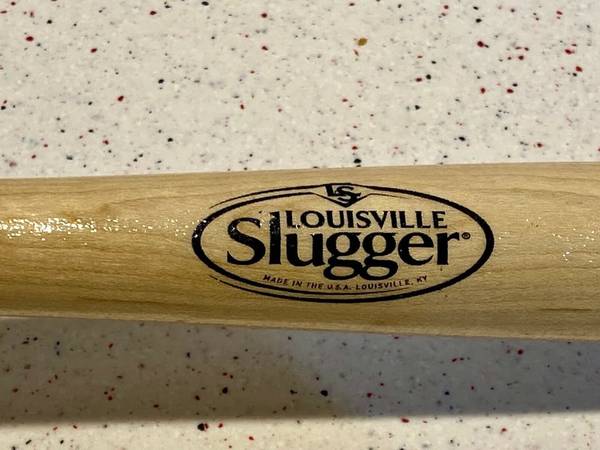 LS
LOUISVILLE
Slugger®
MADE IN THE U.S.A. LOUISVILLE, KY